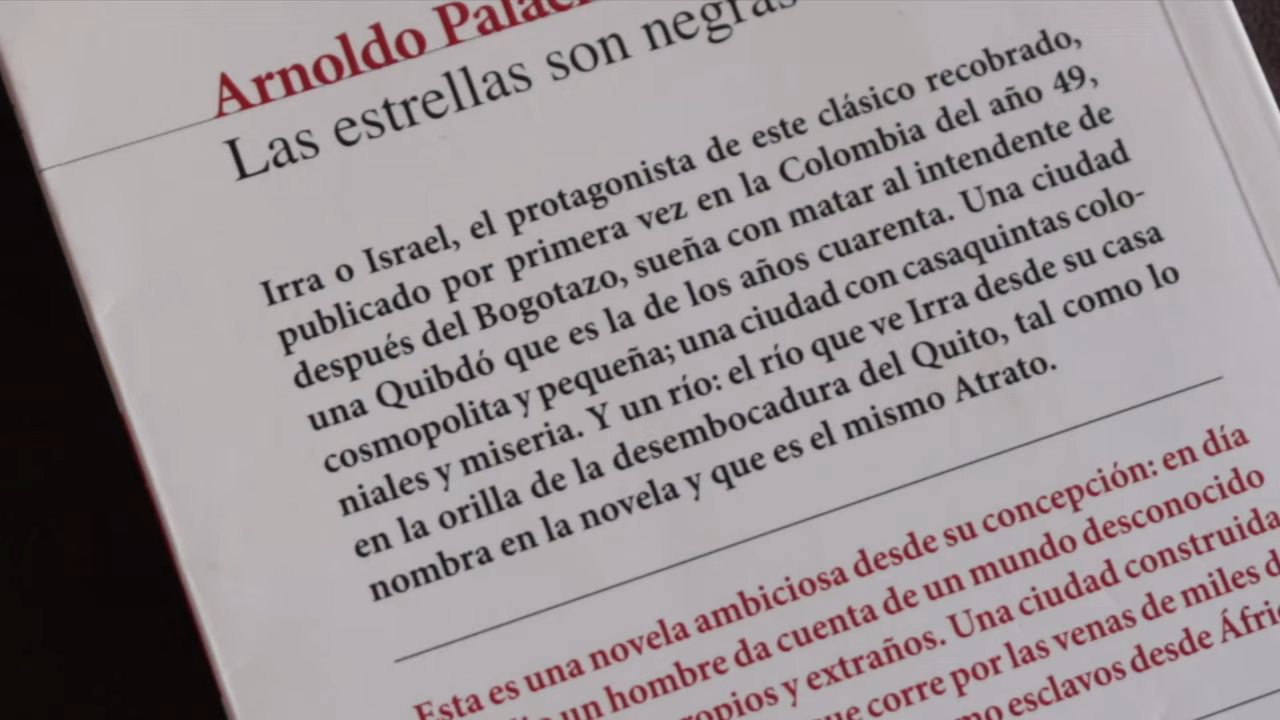 Arnoldo
Las estrellas son negras
Irra o Israel, el protagonista de este clásico recobrado,
publicado por primera vez en la Colombia del año 49,
después del Bogotazo, sueña con matar al intendente de
una Quibdó que es la de los años cuarenta. Una ciudad
cosmopolita y pequeña; una ciudad con casaquintas colo-
niales y miseria. Y un río: el río que ve Irra desde su casa
en la orilla de la desembocadura del Quito, tal como lo
nombra en la novela y que es el mismo Atrato.
Esta es una novela ambiciosa desde su concepción: en día
un hombre da cuenta de un mundo desconocido
y extraños. Una ciudad construida
corre por las venas de miles
esclavos desde